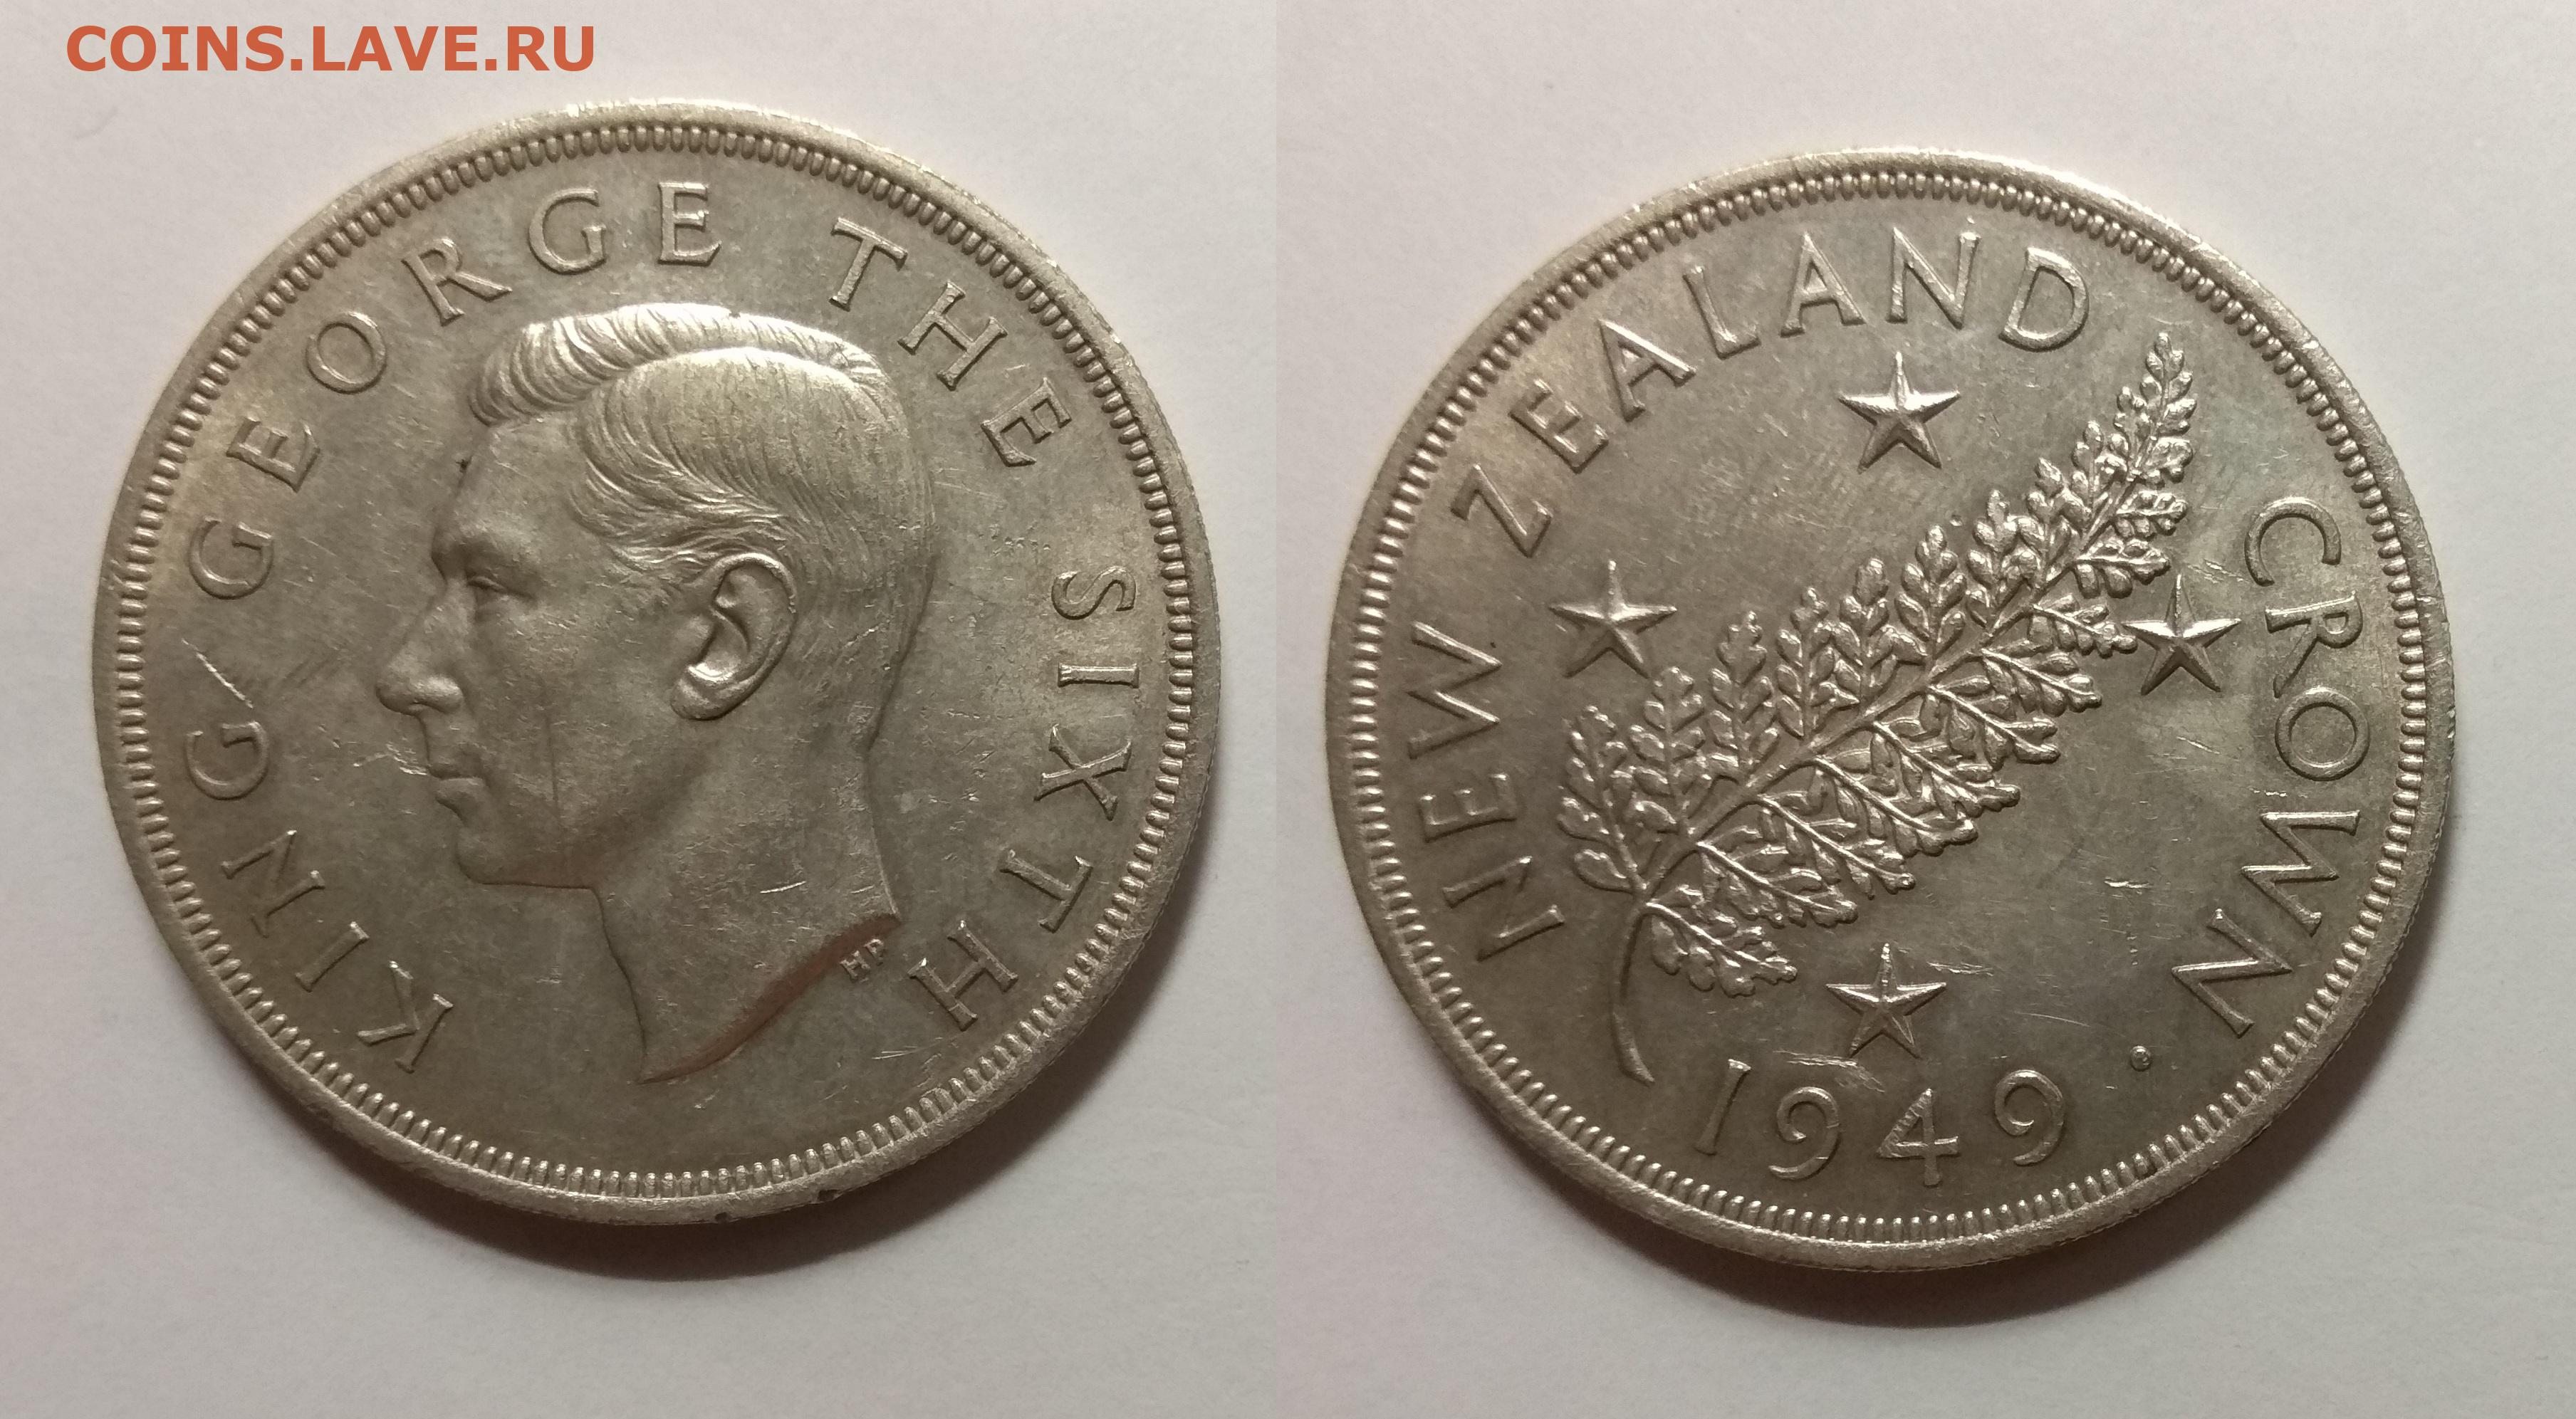 COINS.LAVE.RU
KING GEORGE THE SIXTH
HP
NEW ZEALAND CROWN
1949